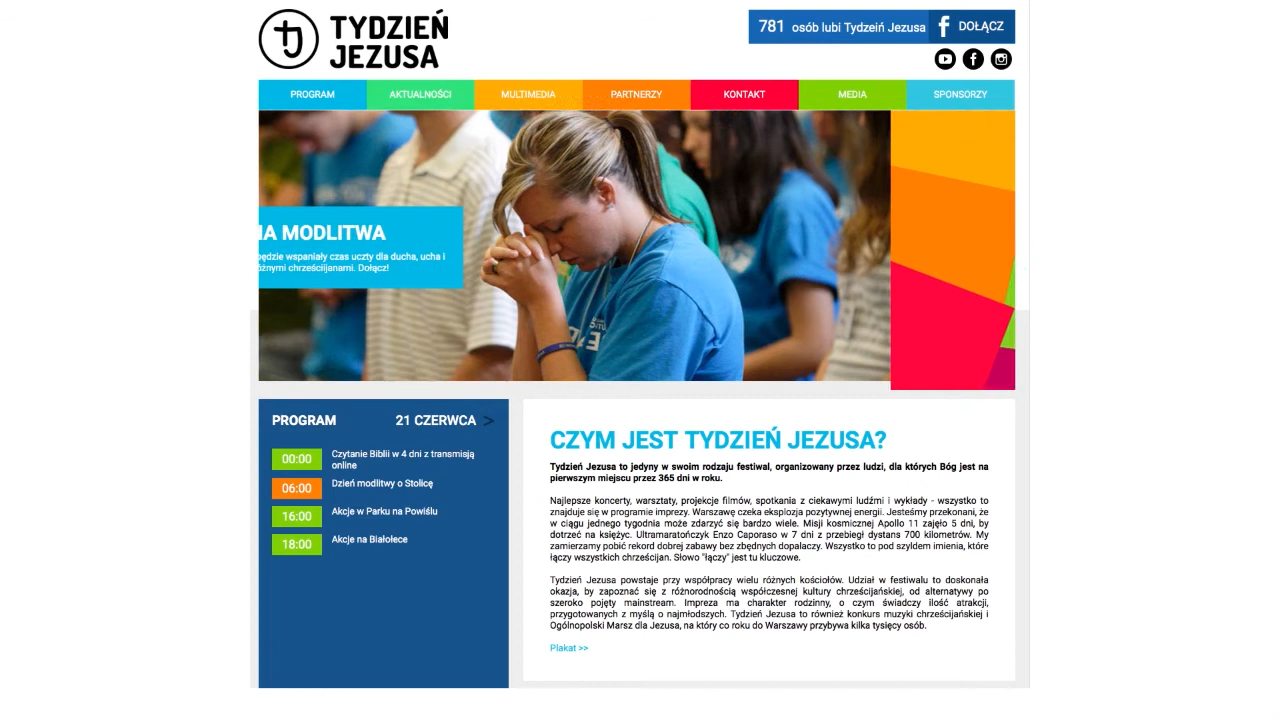 TYDZIEŃ
JEZUSA
781 osób lubi Tydzeiń Jezusa
DOŁĄCZ
PROGRAM
AKTUALNOŚCI
MULTIMEDIA
PARTNERZY
KONTAKT
MEDIA
SPONSORZY
NA MODLITWA
będzie wspaniały czas uczty dla ducha, ucha i
różnymi chrześciijanami. Dołącz!
PROGRAM 21 CZERWCA >
00:00 Czytanie Biblii w 4 dni z transmisją
online
06:00 Dzień modlitwy o Stolicę
16:00 Akcje w Parku na Powiślu
18:00 Akcje na Białołece
CZYM JEST TYDZIEŃ JEZUSA?
Tydzień Jezusa to jedyny w swoim rodzaju festiwal, organizowany przez ludzi, dla których Bóg jest na
pierwszym miejscu przez 365 dni w roku.
Najlepsze koncerty, warsztaty, projekcje filmów, spotkania z ciekawymi ludźmi i wykłady - wszystko to
znajduje się w programie imprezy. Warszawę czeka eksplozja pozytywnej energii. Jesteśmy przekonani, że
w ciągu jednego tygodnia może zdarzyć się bardzo wiele. Misji kosmicznej Apollo 11 zajęło 5 dni, by
dotrzeć na księżyc. Ultramaratończyk Enzo Caporaso w 7 dni z przebiegł dystans 700 kilometrów. My
zamierzamy pobić rekord dobrej zabawy bez zbędnych dopalaczy. Wszystko to pod szyldem imienia, które
łączy wszystkich chrześcijan. Słowo "łączy" jest tu kluczowe.
Tydzień Jezusa powstaje przy współpracy wielu różnych kościołów. Udział w festiwalu to doskonała
okazja, by zapoznać się z różnorodnością współczesnej kultury chrześcijańskiej, od alternatywy po
szeroko pojęty mainstream. Impreza ma charakter rodzinny, o czym świadczy ilość atrakcji,
przygotowanych z myślą o najmłodszych. Tydzień Jezusa to również konkurs muzyki chrześcijańskiej i
Ogólnopolski Marsz dla Jezusa, na który co roku do Warszawy przybywa kilka tysięcy osób.
Plakat >>